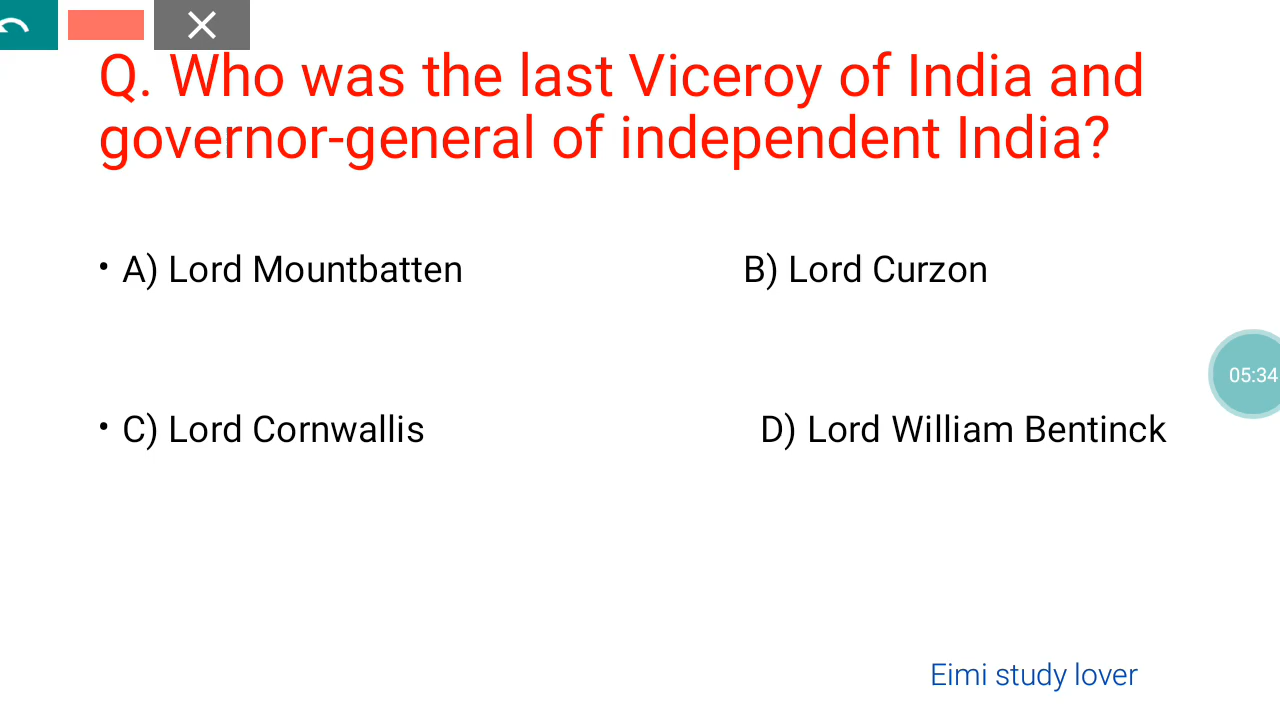 Q. Who was the last Viceroy of India and
governor-general of independent India?
• A) Lord Mountbatten B) Lord Curzon
05:34
• C) Lord Cornwallis D) Lord William Bentinck
Eimi study lover